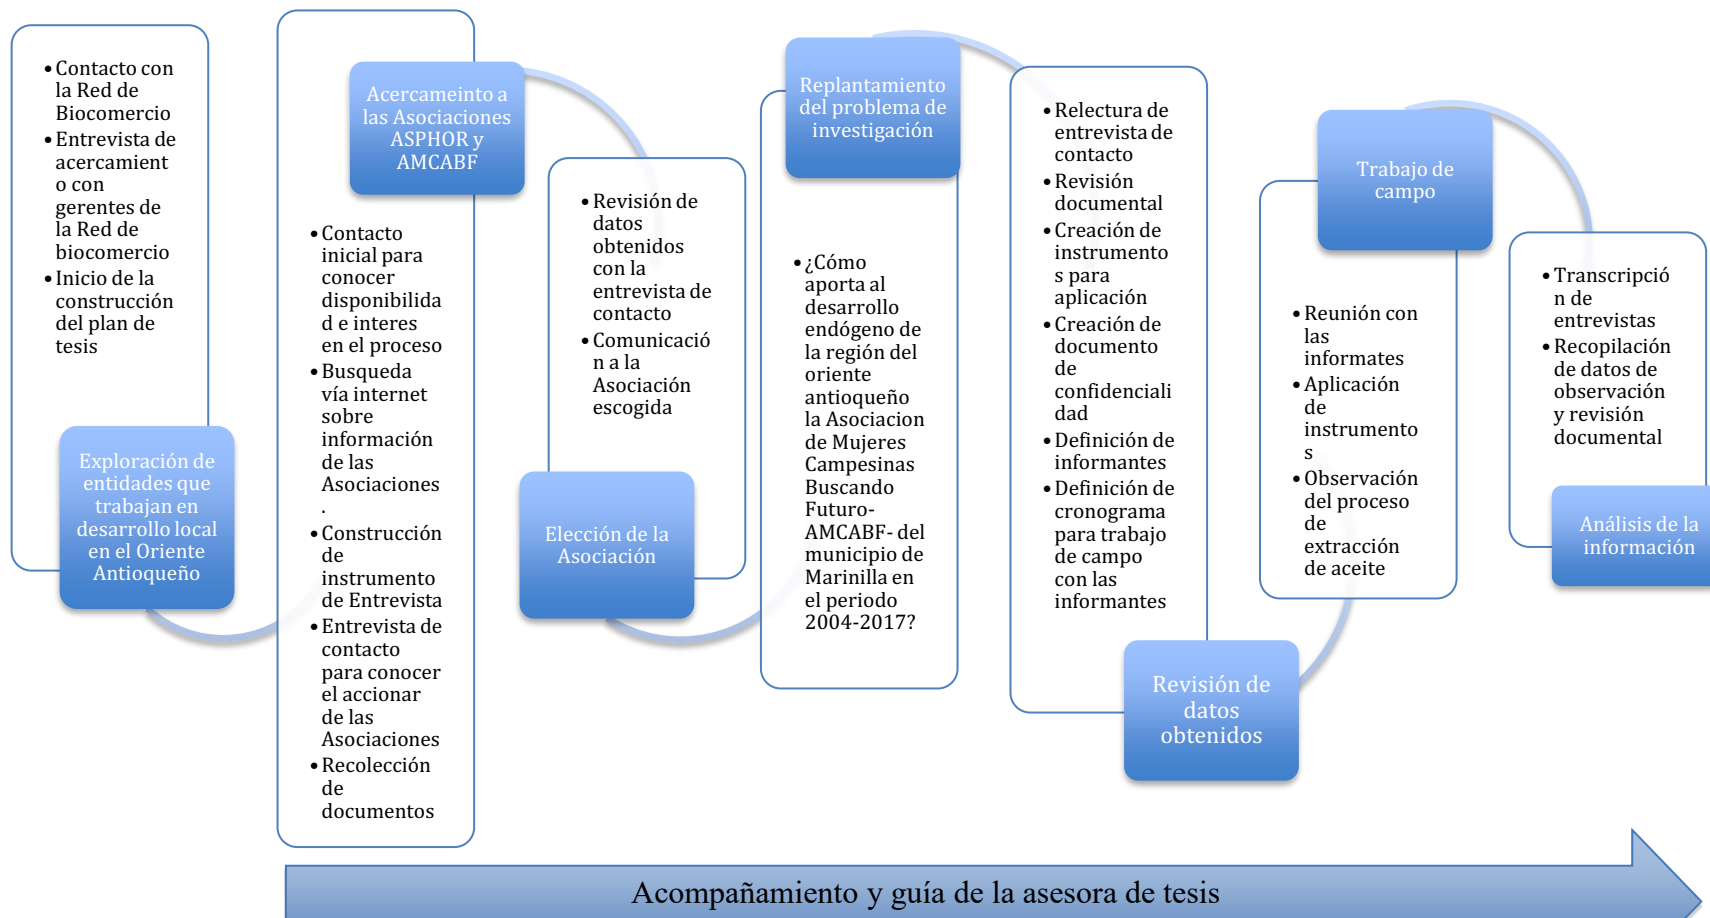 • Contacto con
la Red de
Biocomercio
• Entrevista de
acercamient
o con
gerentes de
la Red de
biocomercio
• Inicio de la
construcción
del plan de
tesis
Exploración de
entidades que
trabajan en
desarrollo local
en el Oriente
Antioqueño
Acercameinto a
las Asociaciones
ASPHOR y
AMCABF
• Contacto
inicial para
conocer
disponibilida
d e interes
en el proceso
• Busqueda
vía internet
sobre
información
de las
Asociaciones
.
• Construcción
de
instrumento
de Entrevista
• Entrevista de
contacto
para conocer
el accionar
de las
Asociaciones
• Recolección
de
documentos
• Revisión de
datos
obtenidos
con la
entrevista de
contacto
• Comunicació
n a la
Asociación
escogida
Elección de la
Asociación
Replantamiento
del problema de
investigación
• ¿Cómo
aporta al
desarrollo
endógeno de
la región del
oriente
antioqueño
la Asociacion
de Mujeres
Campesinas
Buscando
Futuro-
AMCABF- del
municipio de
Marinilla en
el periodo
2004-2017?
• Relectura de
entrevista de
contacto
• Revisión
documental
• Creación de
instrumento
s para
aplicación
• Creación de
documento
de
confidenciali
dad
• Definición de
informantes
• Definición de
cronograma
para trabajo
de campo
con las
informantes
Revisión de
datos
obtenidos
Trabajo de
campo
• Reunión con
las
informates
• Aplicación
de
instrumento
s
• Observación
del proceso
de
extracción
de aceite
• Transcripció
n de
entrevistas
• Recopilación
de datos de
observación
y revisión
documental
Análisis de la
información
Acompañamiento y guía de la asesora de tesis